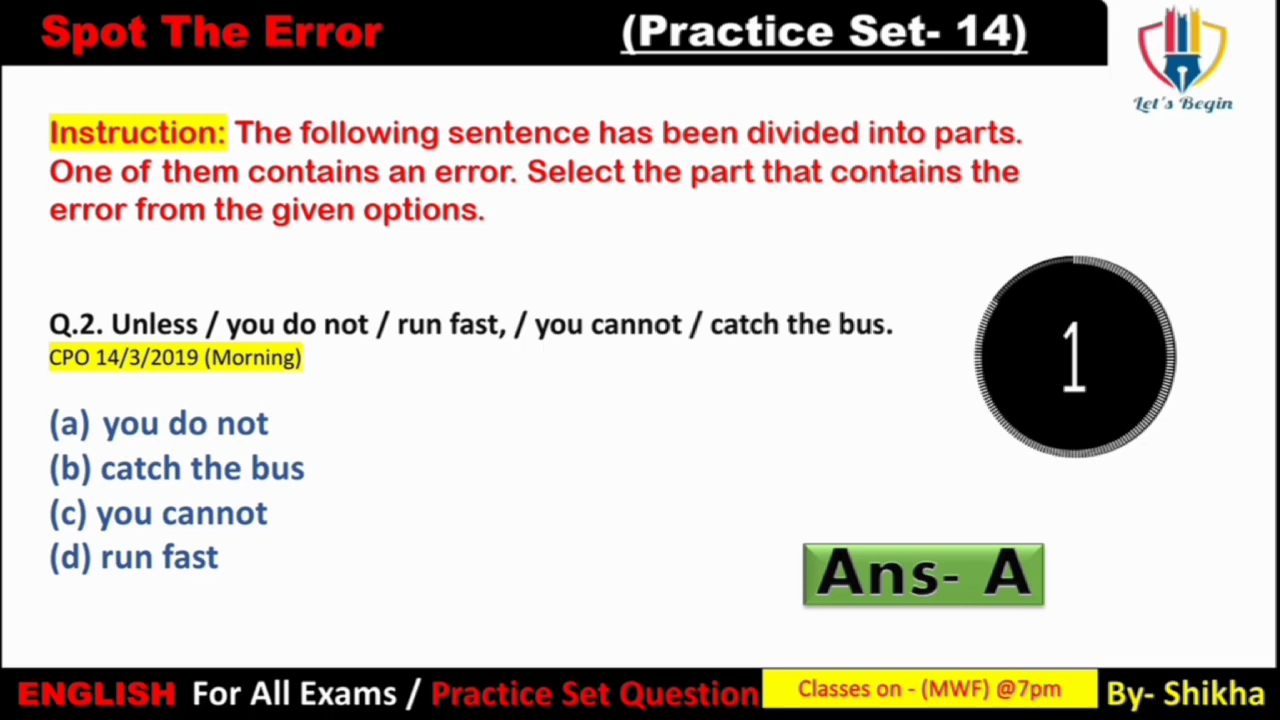 Spot The Error (Practice Set- 14)
Let's Begin
Instruction: The following sentence has been divided into parts.
One of them contains an error. Select the part that contains the
error from the given options.
Q.2. Unless / you do not / run fast, / you cannot / catch the bus.
CPO 14/3/2019 (Morning)
1
(a) you do not
(b) catch the bus
(c) you cannot
(d) run fast
Ans- A
ENGLISH For All Exams / Practice Set Question Classes on - (MWF) @7pm By- Shikha